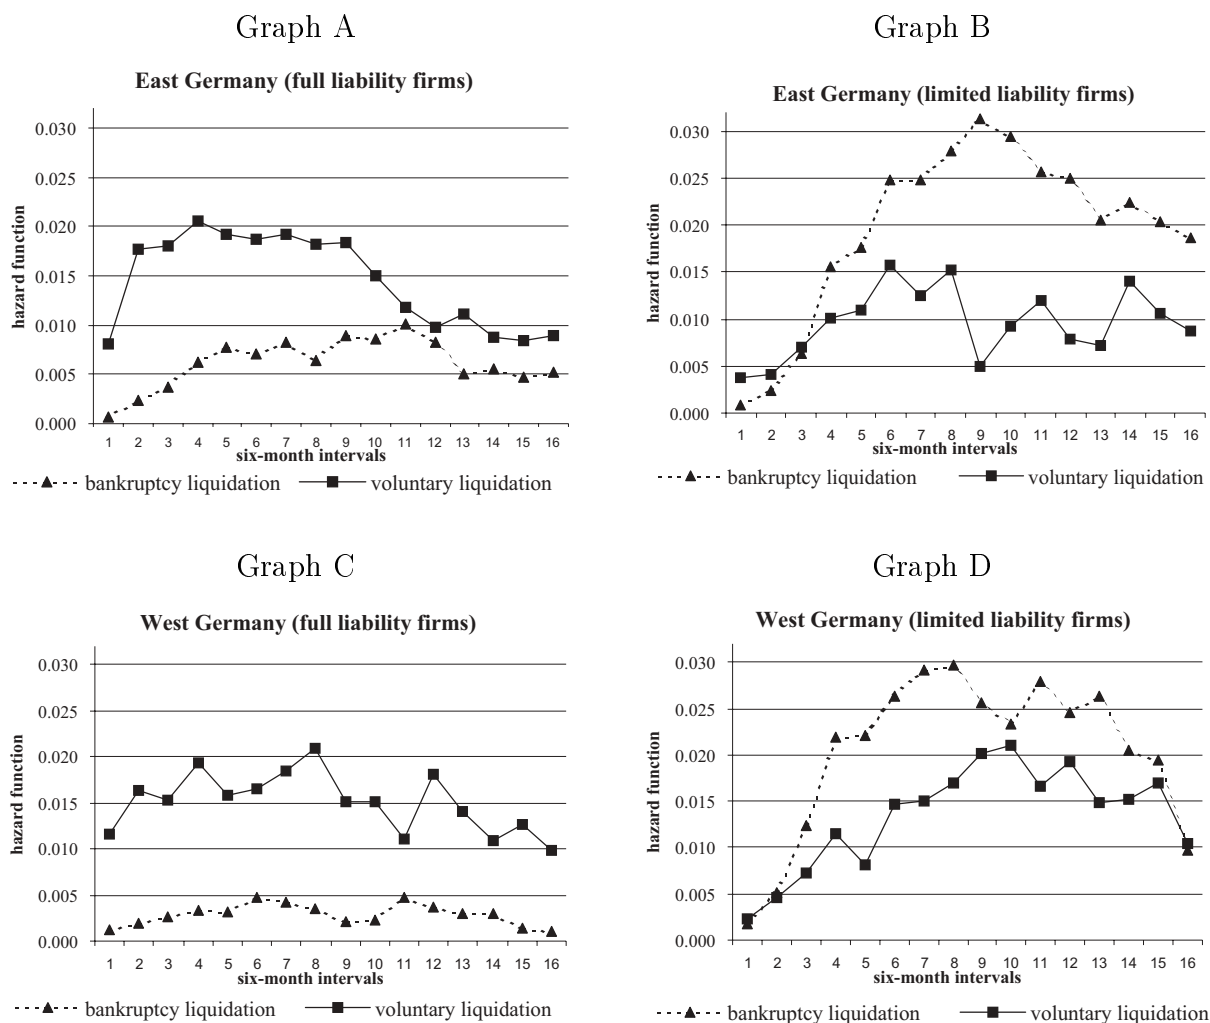 Graph A
East Germany (full liability firms)
hazard function
0.030
0.025
0.020
0.015
0.010
0.005
0.000
1 2 3 4 5 6 7 8 9 10 11 12 13 14 15 16
six-month intervals
bankruptcy liquidation voluntary liquidation
Graph B
East Germany (limited liability firms)
hazard function
0.030
0.025
0.020
0.015
0.010
0.005
0.000
1 2 3 4 5 6 7 8 9 10 11 12 13 14 15 16
six-month intervals
bankruptcy liquidation voluntary liquidation
Graph C
West Germany (full liability firms)
hazard function
0.030
0.025
0.020
0.015
0.010
0.005
0.000
1 2 3 4 5 6 7 8 9 10 11 12 13 14 15 16
six-month intervals
bankruptcy liquidation voluntary liquidation
Graph D
West Germany (limited liability firms)
hazard function
0.030
0.025
0.020
0.015
0.010
0.005
0.000
1 2 3 4 5 6 7 8 9 10 11 12 13 14 15 16
six-month intervals
bankruptcy liquidation voluntary liquidation